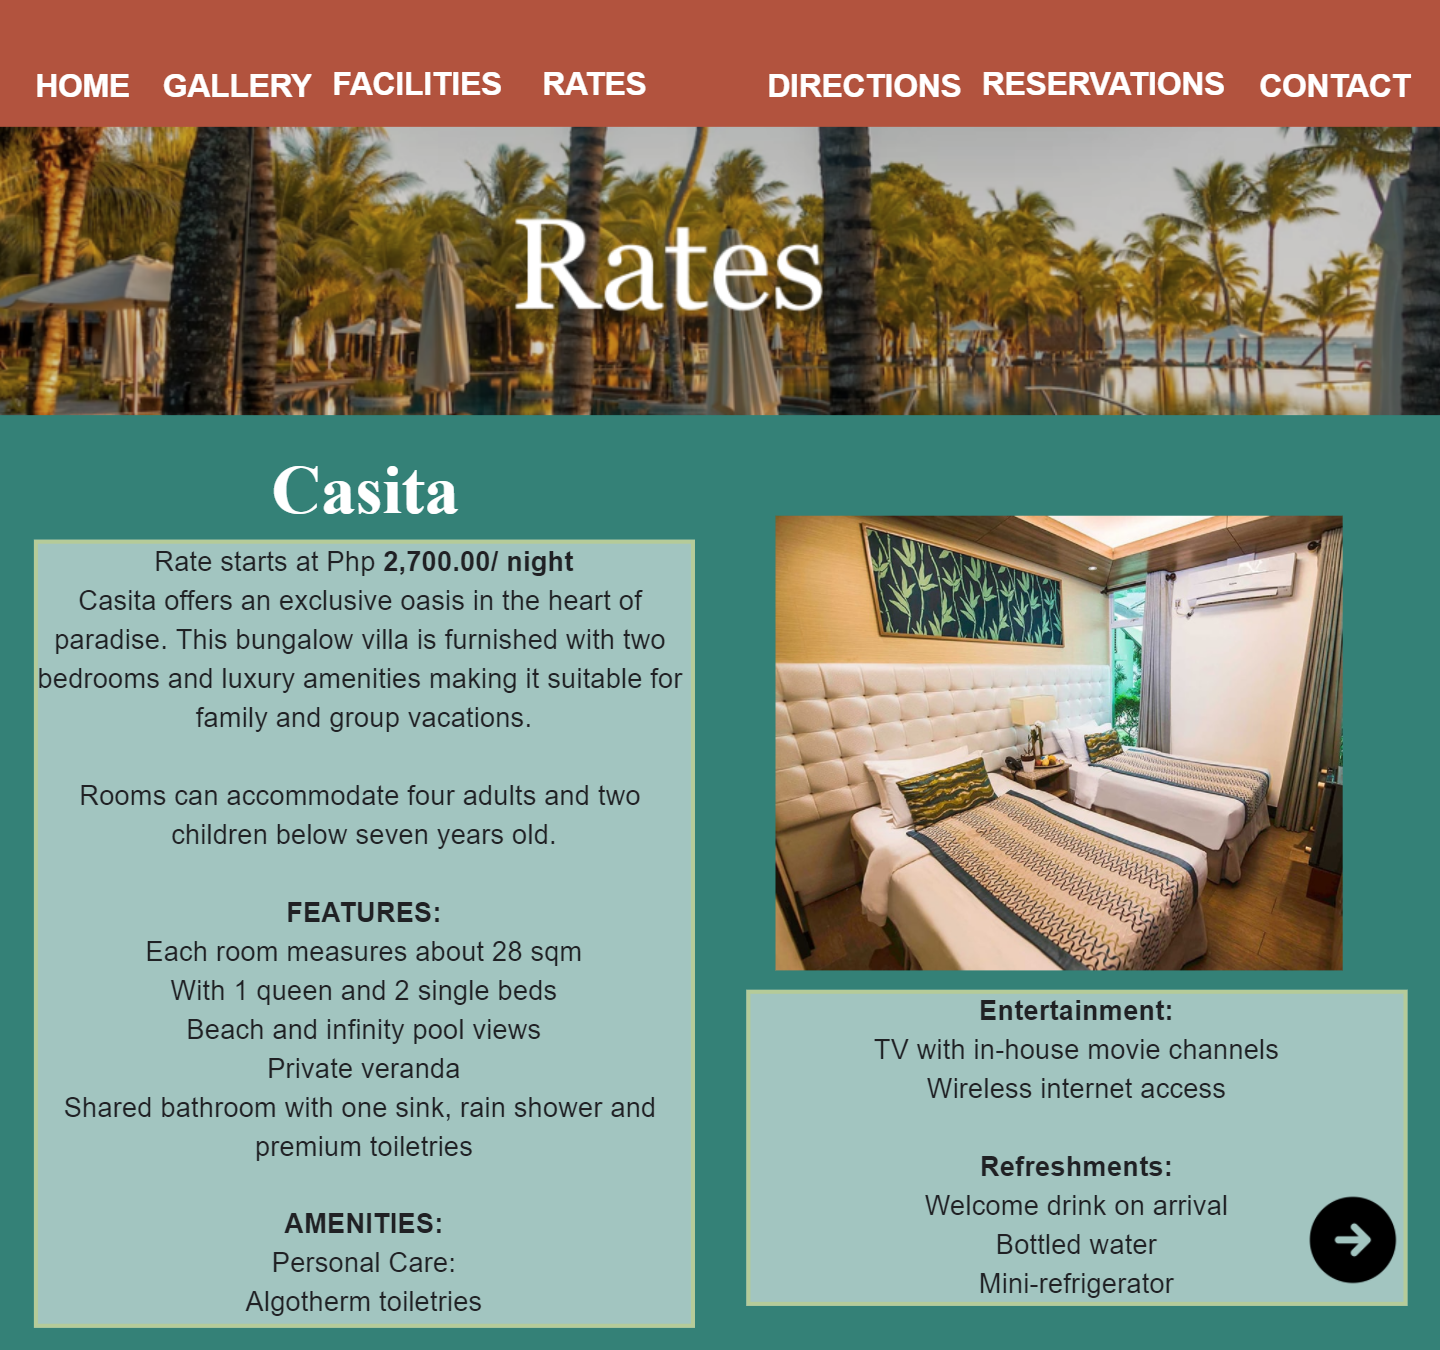 HOME GALLERY FACILITIES RATES DIRECTIONS RESERVATIONS CONTACT
Rates
Casita
Rate starts at Php 2,700.00/ night
Casita offers an exclusive oasis in the heart of
paradise. This bungalow villa is furnished with two
bedrooms and luxury amenities making it suitable for
family and group vacations.
Rooms can accommodate four adults and two
children below seven years old.
FEATURES:
Each room measures about 28 sqm
With 1 queen and 2 single beds
Beach and infinity pool views
Private veranda
Shared bathroom with one sink, rain shower and
premium toiletries
AMENITIES:
Personal Care:
Algotherm toiletries
Entertainment:
TV with in-house movie channels
Wireless internet access
Refreshments:
Welcome drink on arrival
Bottled water
Mini-refrigerator